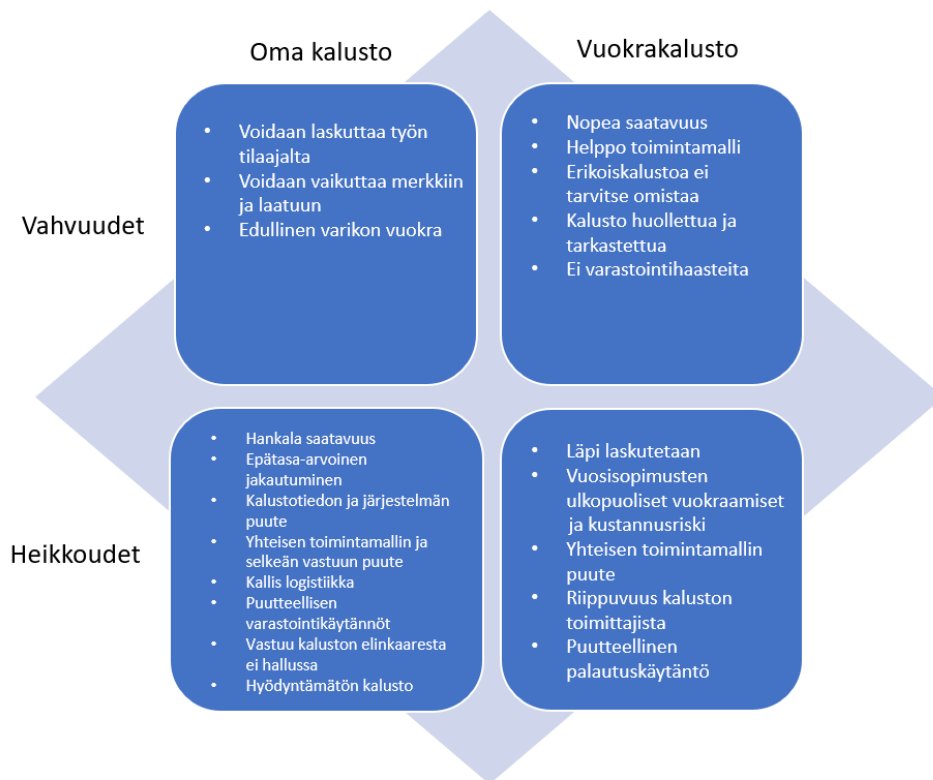 Oma kalusto
Vuokrakalusto
Vahvuudet
• Voidaan laskuttaa työn
tilaajalta
• Voidaan vaikuttaa merkkiin
ja laatuun
• Edullinen varikon vuokra
• Nopea saatavuus
• Helppo toimintamalli
• Erikoiskalustoa ei
tarvitse omistaa
• Kalusto huollettua ja
tarkastettua
• Ei varastointihaasteita
Heikkoudet
• Hankala saatavuus
• Epätasa-arvoinen
jakautuminen
• Kalustotiedon ja järjestelmän
puute
• Yhteisen toimintamallin ja
selkeän vastuun puute
• Kallis logistiikka
• Puutteellisen
varastointikäytännöt
• Vastuu kaluston elinkaaresta
ei hallussa
• Hyödyntämätön kalusto
• Läpi laskutetaan
• Vuosisopimusten
ulkopuoliset vuokraamiset
ja kustannusriski
• Yhteisen toimintamallin
puute
• Riippuvuus kaluston
toimittajista
• Puutteellinen
palautuskäytäntö